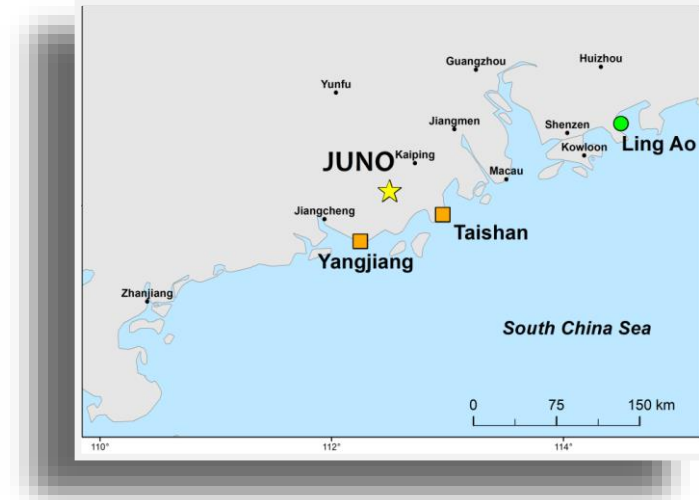 Guangzhou
Huizhou
Yunfu
Jiangmen
Shenzen
Ling Ao
Kowloon
JUNO
Kaiping
Macau
Jiangcheng
Taishan
Yangjiang
Zhanjiang
South China Sea
0 75 150 km
110° 112° 114°